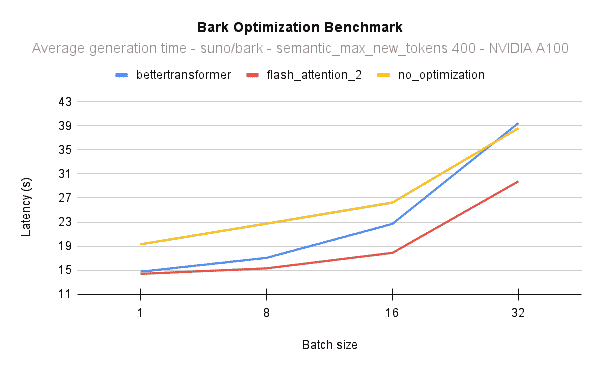 Bark Optimization Benchmark
Average generation time - suno/bark - semantic_max_new_tokens 400 - NVIDIA A100
bettertransformer flash_attention_2 no_optimization
43
39
35
31
27
23
19
15
11
Latency (s)
1 8 16 32
Batch size